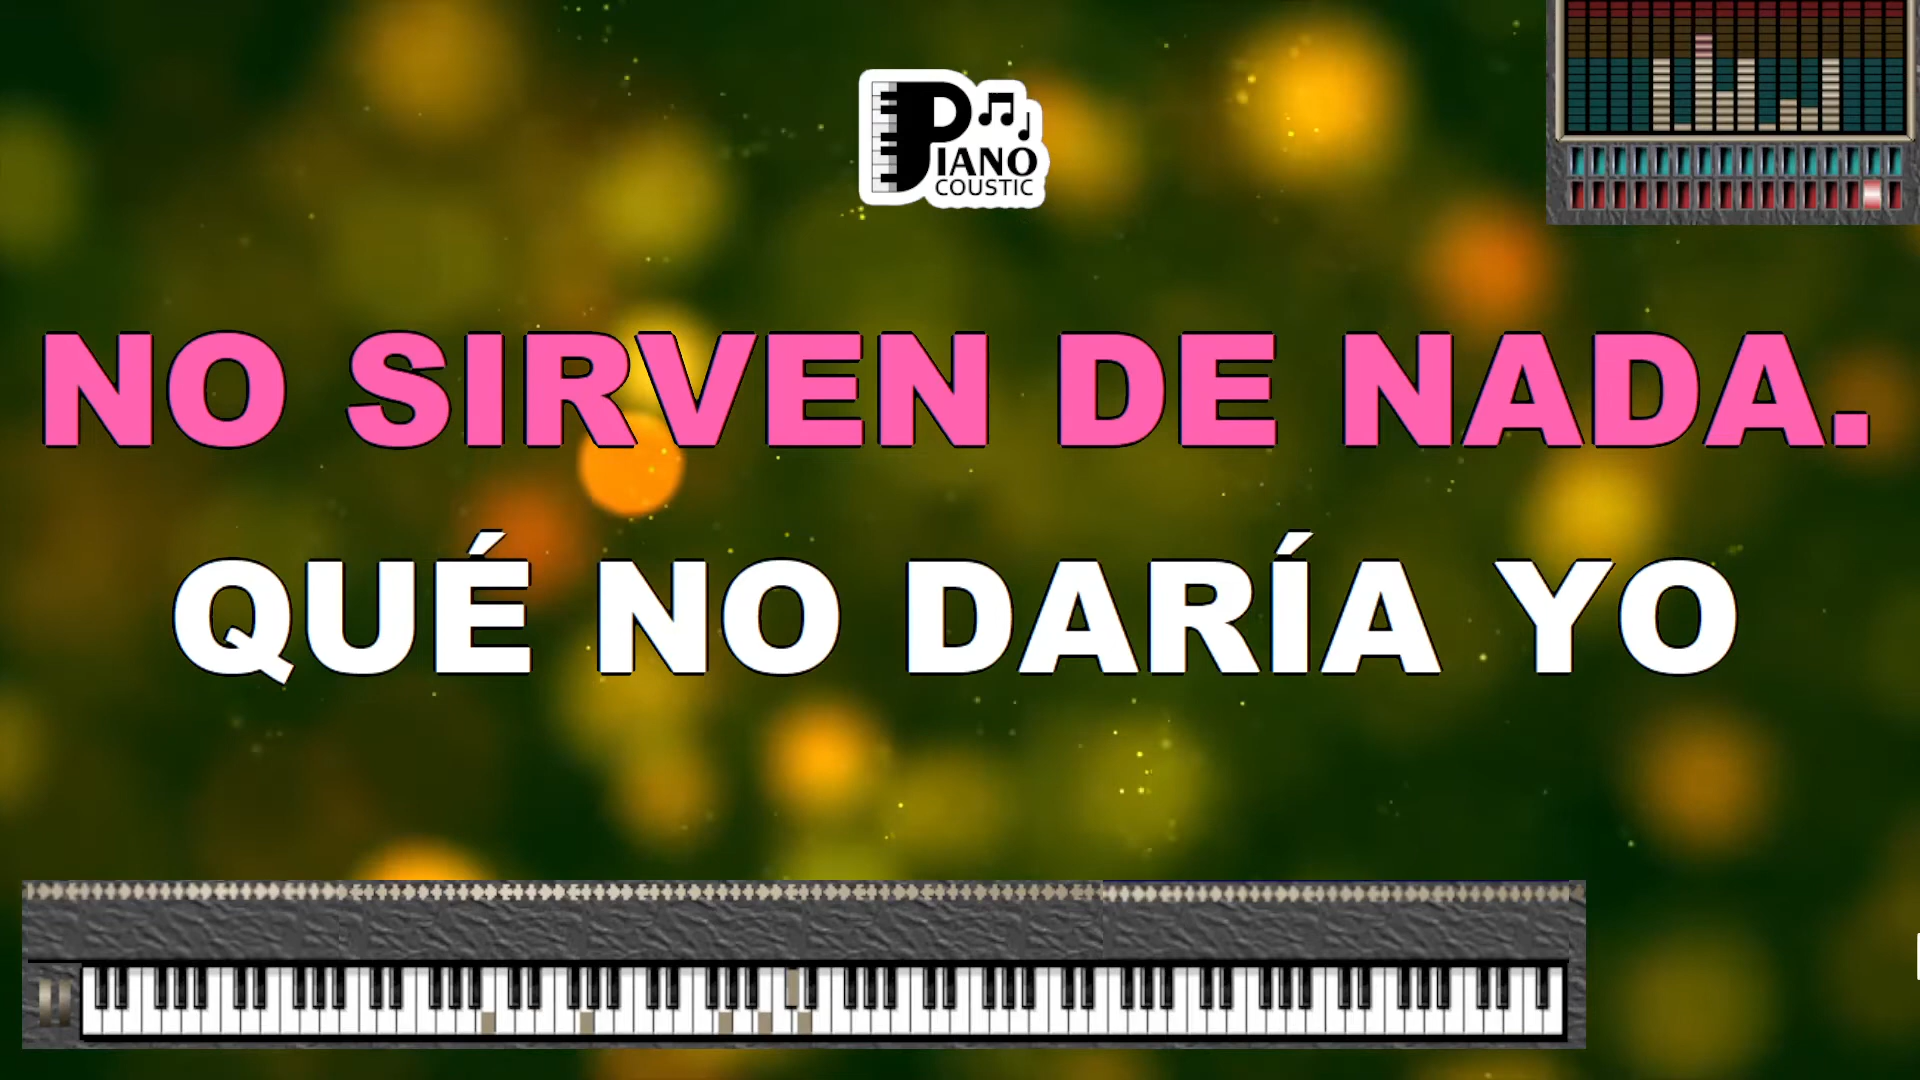 PIANO
COUSTIC
NO SIRVEN DE NADA.
QUÉ NO DARÍA YO